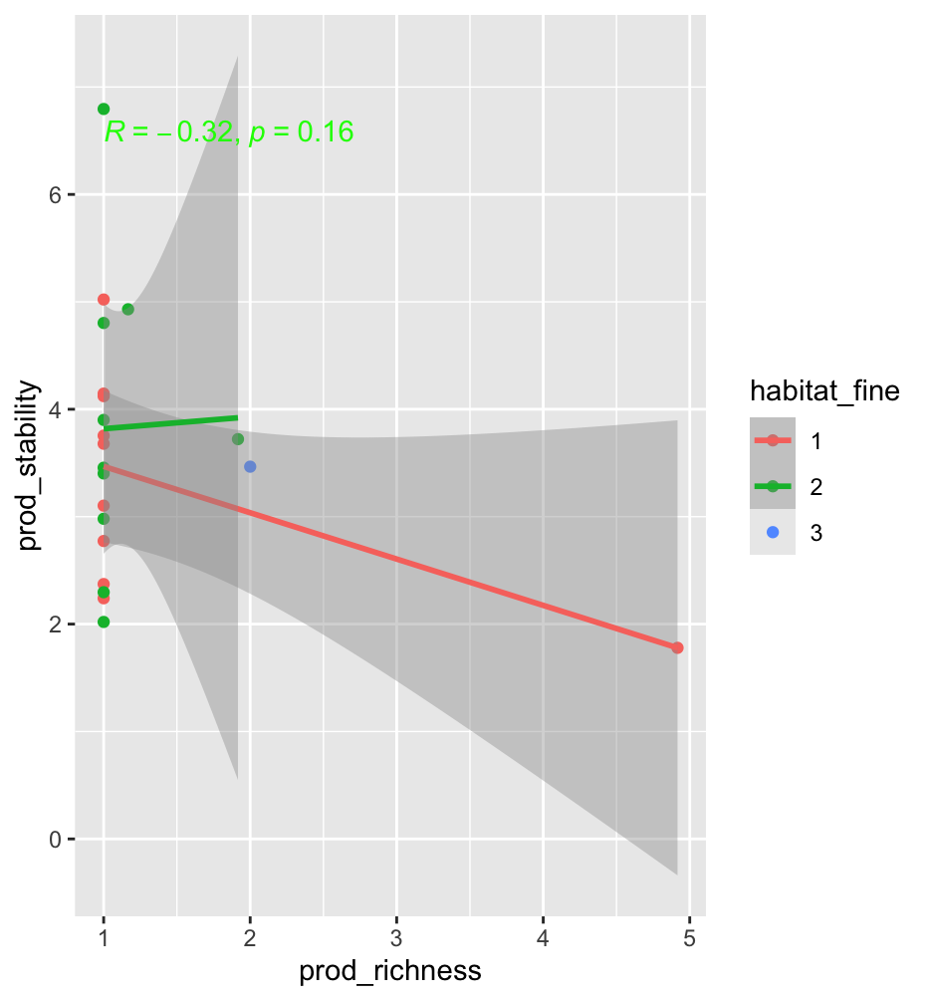 R = −0.32, p = 0.16
6
4
2
0
prod_stability
1 2 3 4 5
prod_richness
habitat_fine
1
2
3